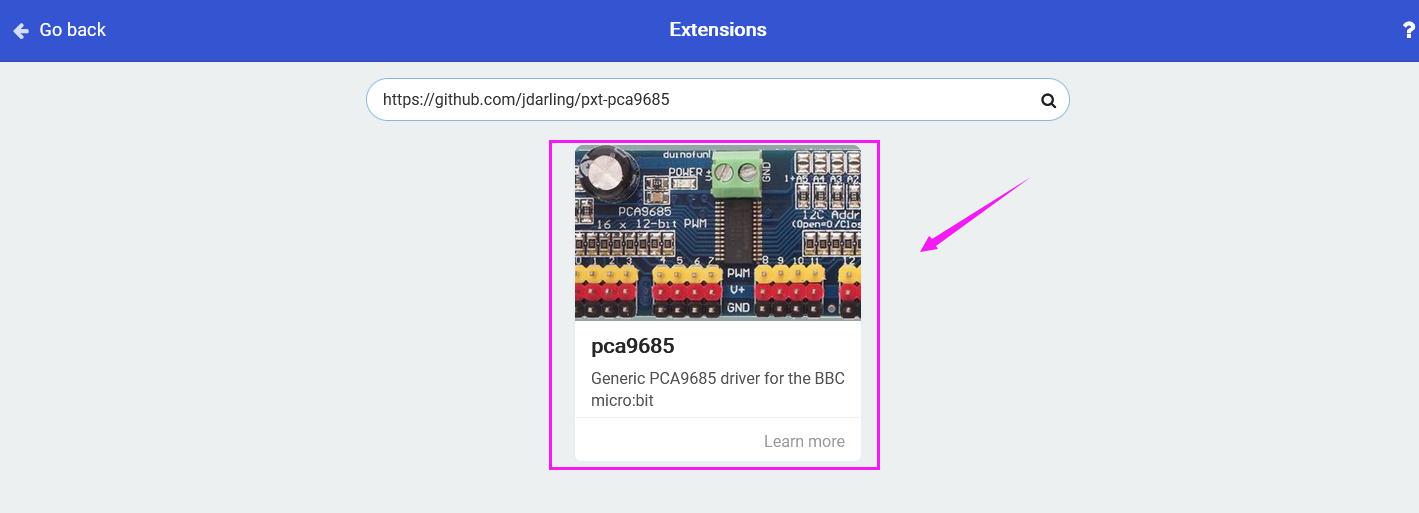 Go back
Extensions
?
https://github.com/jdarling/pxt-pca9685
duinofun
POWER
V+
GND
1+A5 A4 A3 A2
PCA9685
16 x 12-bit PWM
I2C Addr
(Open=0/Clos
0 1 2 3 4 5 6 7 8 9 10 11 12
PWM
V+
GND
pca9685
Generic PCA9685 driver for the BBC
micro:bit
Learn more